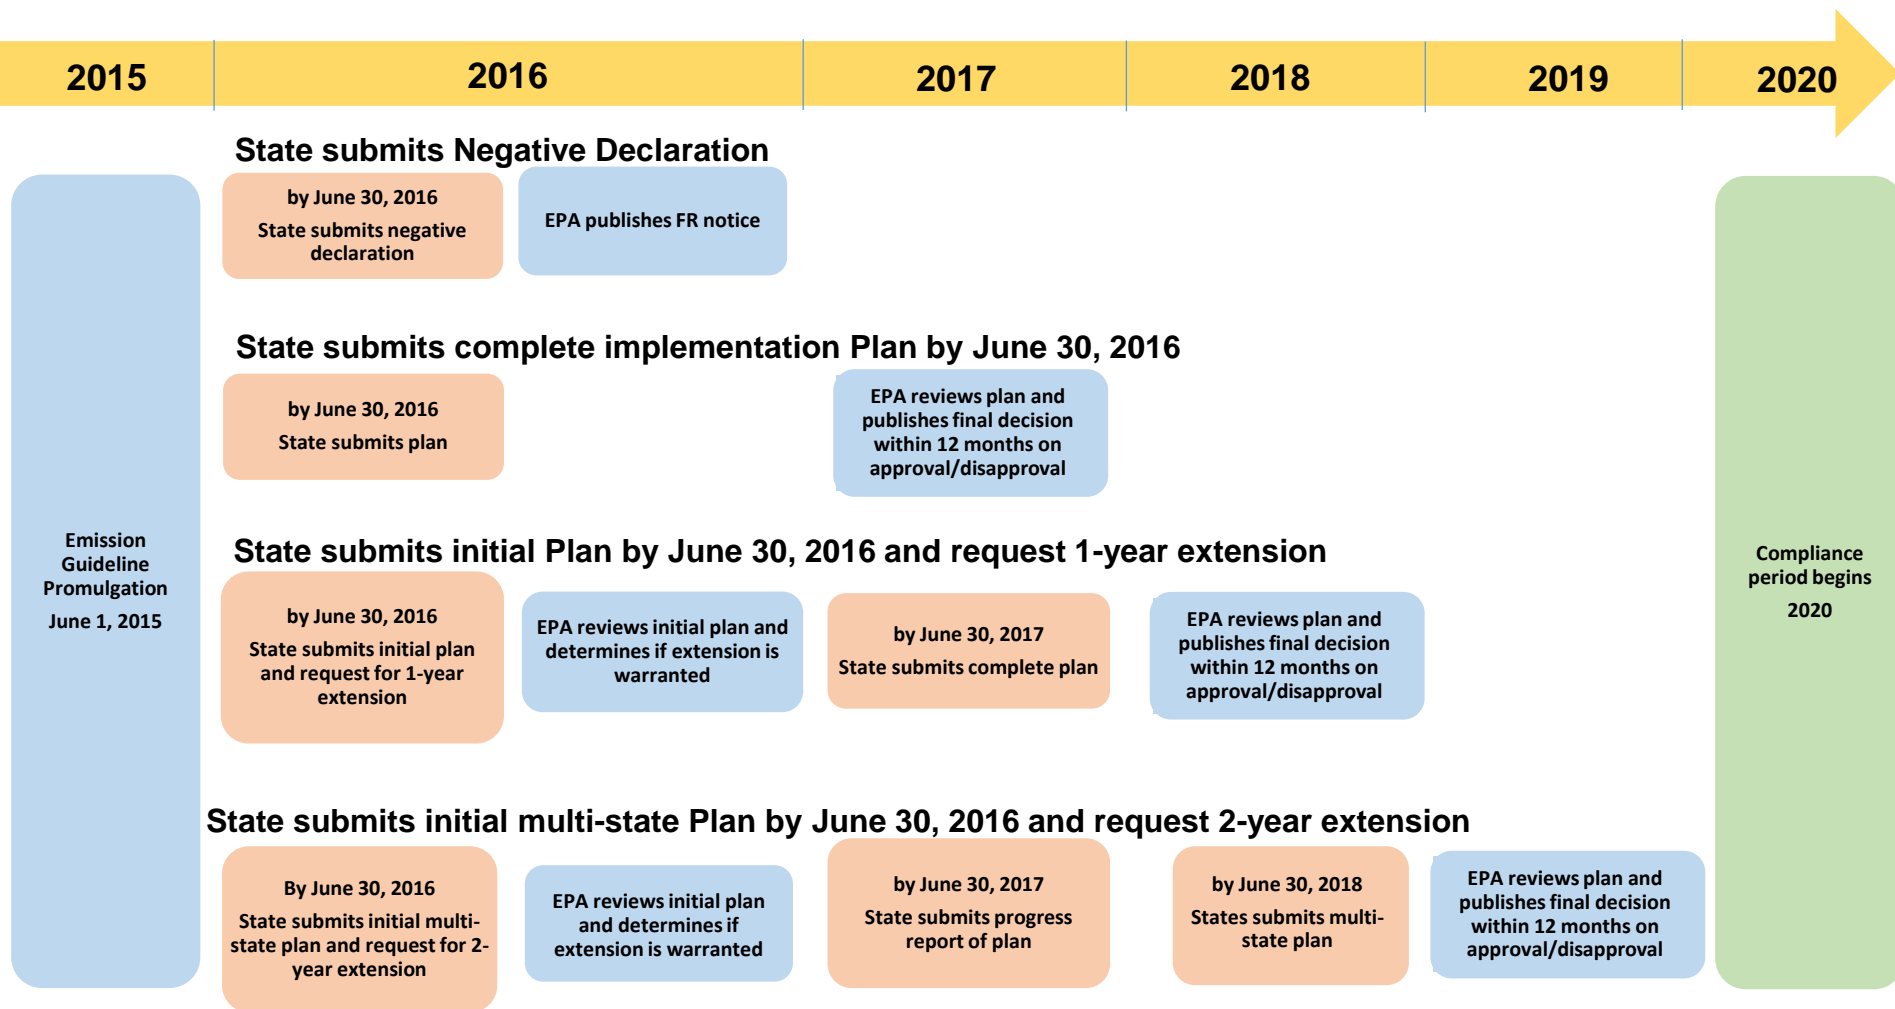 2015
2016
2017
2018
2019
2020
Emission
Guideline
Promulgation
June 1, 2015
State submits Negative Declaration
by June 30, 2016
State submits negative
declaration
EPA publishes FR notice
State submits complete implementation Plan by June 30, 2016
by June 30, 2016
State submits plan
EPA reviews plan and
publishes final decision
within 12 months on
approval/disapproval
State submits initial Plan by June 30, 2016 and request 1-year extension
by June 30, 2016
State submits initial plan
and request for 1-year
extension
EPA reviews initial plan and
determines if extension is
warranted
by June 30, 2017
State submits complete plan
EPA reviews plan and
publishes final decision
within 12 months on
approval/disapproval
State submits initial multi-state Plan by June 30, 2016 and request 2-year extension
By June 30, 2016
State submits initial multi-
state plan and request for 2-
year extension
EPA reviews initial plan
and determines if
extension is warranted
by June 30, 2017
State submits progress
report of plan
by June 30, 2018
States submits multi-
state plan
EPA reviews plan and
publishes final decision
within 12 months on
approval/disapproval
Compliance
period begins
2020